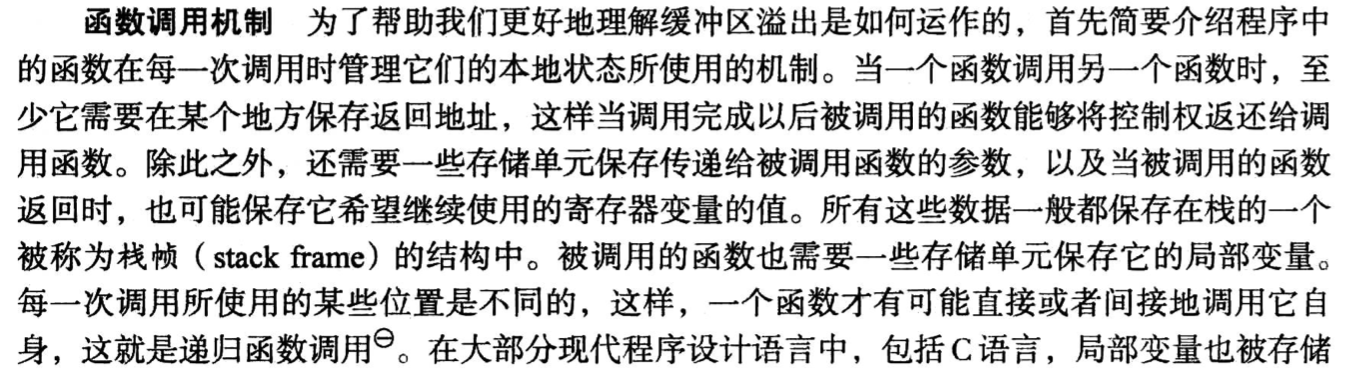 函数调用机制 为了帮助我们更好地理解缓冲区溢出是如何运作的，首先简要介绍程序中
的函数在每一次调用时管理它们的本地状态所使用的机制。当一个函数调用另一个函数时，至
少它需要在某个地方保存返回地址，这样当调用完成以后被调用的函数能够将控制权返还给调
用函数。除此之外，还需要一些存储单元保存传递给被调用函数的参数，以及当被调用的函数
返回时，也可能保存它希望继续使用的寄存器变量的值。所有这些数据一般都保存在栈的一个
被称为栈帧（stack frame）的结构中。被调用的函数也需要一些存储单元保存它的局部变量。
每一次调用所使用的某些位置是不同的，这样，一个函数才有可能直接或者间接地调用它自
身，这就是递归函数调用㊀。在大部分现代程序设计语言中，包括C语言，局部变量也被存储